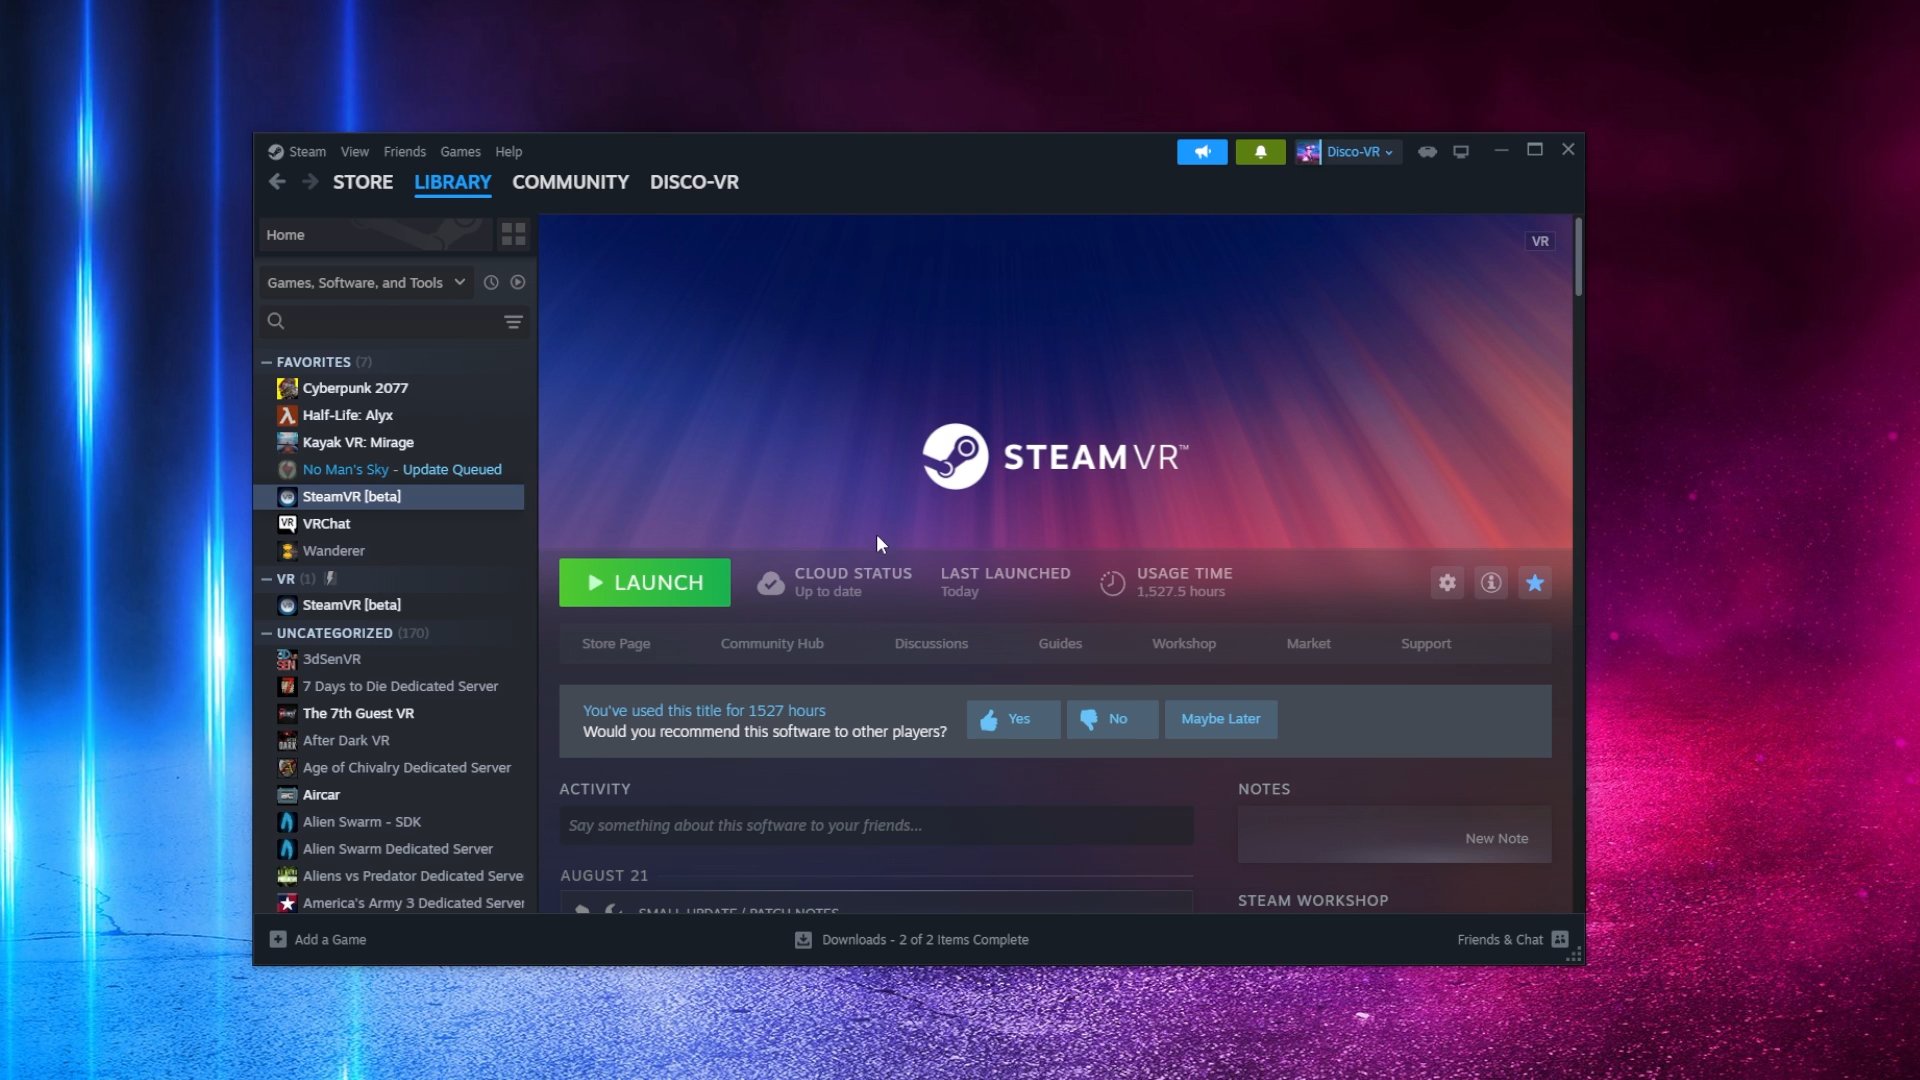 Steam View Friends Games Help
Disco-VR
STORE LIBRARY COMMUNITY DISCO-VR
Home
VR
Games, Software, and Tools
FAVORITES (7)
Cyberpunk 2077
Half-Life: Alyx
Kayak VR: Mirage
No Man's Sky - Update Queued
SteamVR [beta]
VRChat
Wanderer
VR (1)
SteamVR [beta]
UNCATEGORIZED (170)
3dSenVR
7 Days to Die Dedicated Server
The 7th Guest VR
After Dark VR
Age of Chivalry Dedicated Server
Aircar
Alien Swarm - SDK
Alien Swarm Dedicated Server
Aliens vs Predator Dedicated Serve
America's Army 3 Dedicated Server
STEAMVR™
LAUNCH
CLOUD STATUS
Up to date
LAST LAUNCHED
Today
USAGE TIME
1,527.5 hours
Store Page Community Hub Discussions Guides Workshop Market Support
You've used this title for 1527 hours
Would you recommend this software to other players?
Yes No Maybe Later
ACTIVITY
Say something about this software to your friends...
AUGUST 21
SMALL UPDATE / PATCH NOTES
NOTES
New Note
STEAM WORKSHOP
Add a Game
Downloads - 2 of 2 Items Complete
Friends & Chat